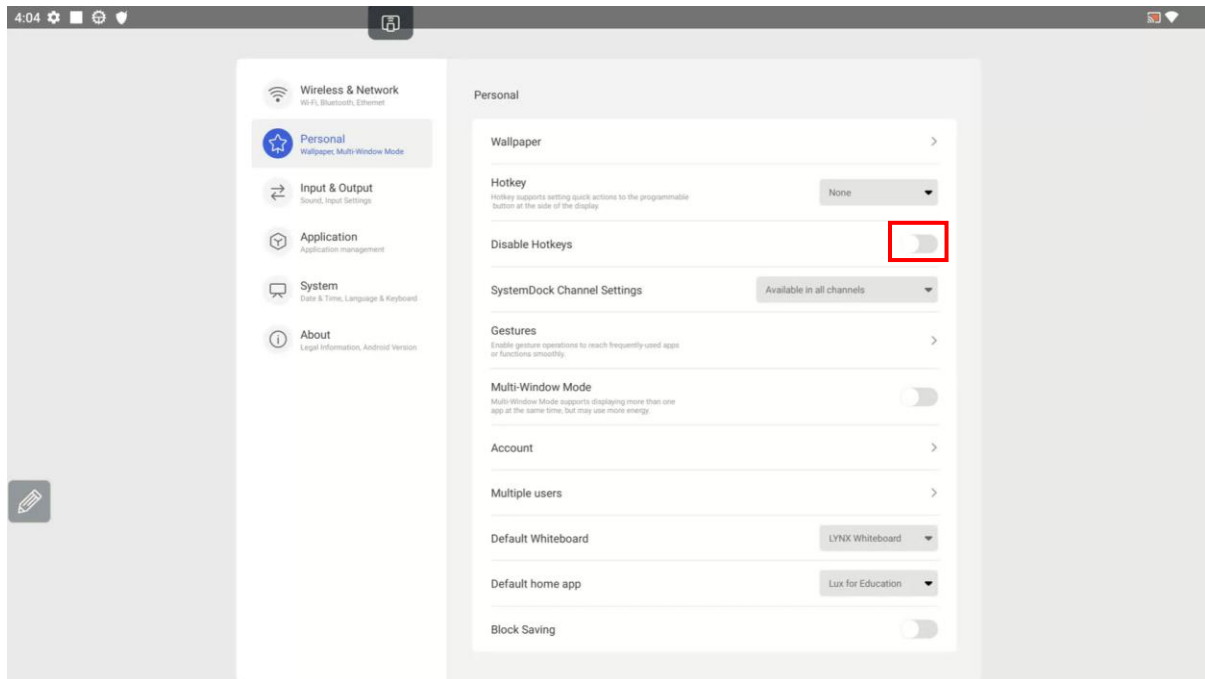 4:04
Wireless & Network
Wi-Fi, Bluetooth, Ethernet
Personal
Wallpaper, Multi-Window Mode
Input & Output
Sound, Input Settings
Application
Application management
System
Date & Time, Language & Keyboard
About
Legal Information, Android Version
Personal
Wallpaper
Hotkey
Hotkey supports setting quick actions to the programmable
button at the side of the display.
None
Disable Hotkeys
SystemDock Channel Settings
Available in all channels
Gestures
Enable gesture operations to reach frequently-used apps
or functions smoothly.
Multi-Window Mode
Multi-Window Mode supports displaying more than one
app at the same time, but may use more energy.
Account
Multiple users
Default Whiteboard
LYNX Whiteboard
Default home app
Lux for Education
Block Saving